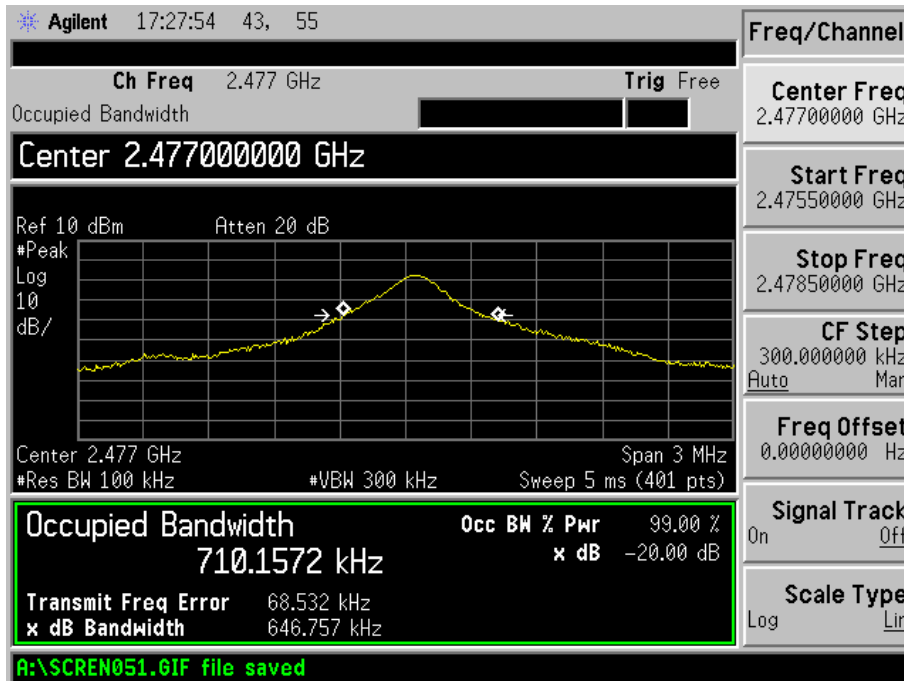 Agilent 17:27:54 43, 55
Freq/Channel
Ch Freq 2.477 GHz Trig Free
Occupied Bandwidth
Center 2.477000000 GHz
Ref 10 dBm Atten 20 dB
#Peak
Log
10
dB/
Center 2.477 GHz Span 3 MHz
#Res BW 100 kHz #VBW 300 kHz Sweep 5 ms (401 pts)
Occupied Bandwidth
710.1572 kHz
Occ BW % Pwr 99.00 %
x dB -20.00 dB
Transmit Freq Error 68.532 kHz
x dB Bandwidth 646.757 kHz
A:\SCREN051.GIF file saved
Center Freq
2.47700000 GHz
Start Freq
2.47550000 GHz
Stop Freq
2.47850000 GHz
CF Step
300.000000 kHz
Auto Man
Freq Offset
0.00000000 Hz
Signal Track
On Off
Scale Type
Log Lin